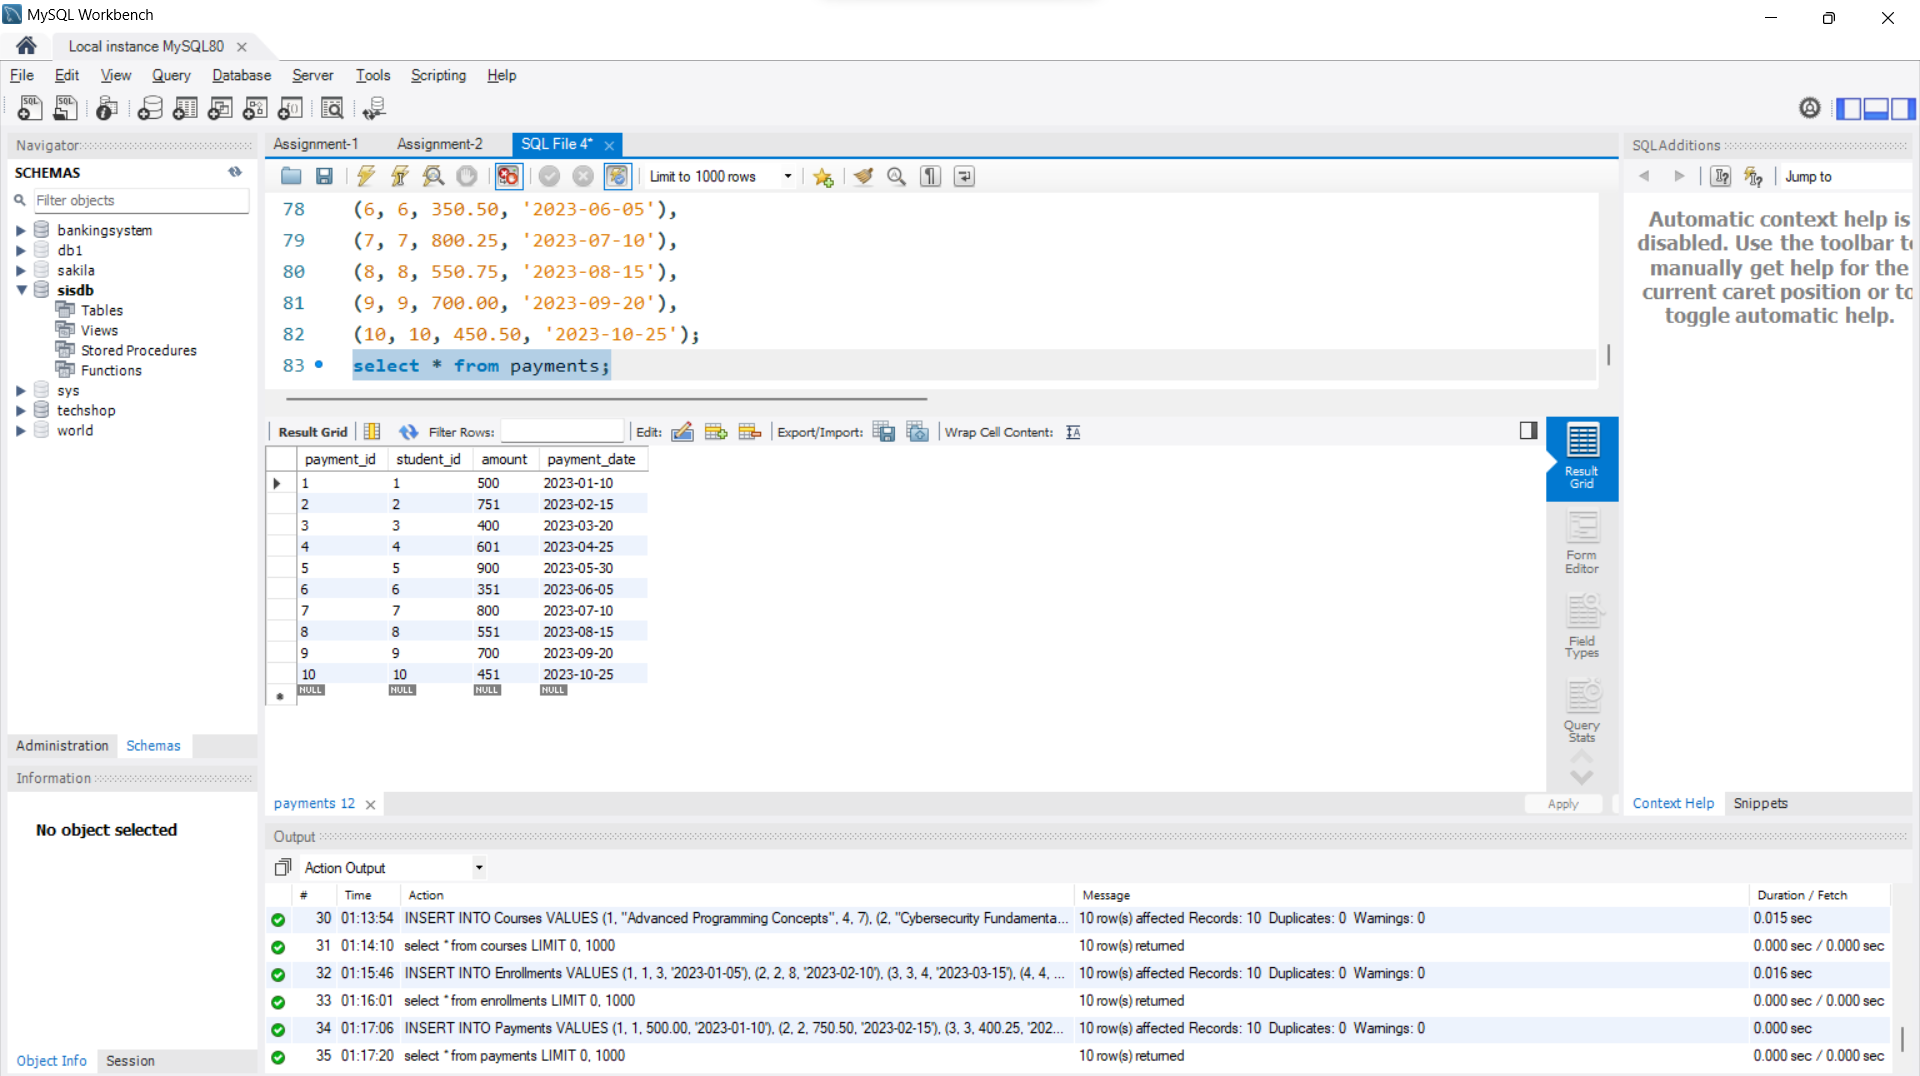 MySQL Workbench
Local instance MySQL80
File Edit View Query Database Server Tools Scripting Help
Navigator
SCHEMAS
Filter objects
bankingsystem
db1
sakila
sisdb
Tables
Views
Stored Procedures
Functions
sys
techshop
world
Administration Schemas
Information
No object selected
Object Info Session
Assignment-1 Assignment-2 SQL File 4*
Limit to 1000 rows
78 (6, 6, 350.50, '2023-06-05'),
79 (7, 7, 800.25, '2023-07-10'),
80 (8, 8, 550.75, '2023-08-15'),
81 (9, 9, 700.00, '2023-09-20'),
82 (10, 10, 450.50, '2023-10-25');
83 select * from payments;
Result Grid Filter Rows: Edit: Export/Import: Wrap Cell Content:
payment_id student_id amount payment_date
1 1 500 2023-01-10
2 2 751 2023-02-15
3 3 400 2023-03-20
4 4 601 2023-04-25
5 5 900 2023-05-30
6 6 351 2023-06-05
7 7 800 2023-07-10
8 8 551 2023-08-15
9 9 700 2023-09-20
10 10 451 2023-10-25
NULL NULL NULL NULL
Result
Grid
Form
Editor
Field
Types
Query
Stats
payments 12
Apply
SQLAdditions
Jump to
Automatic context help is
disabled. Use the toolbar to
manually get help for the
current caret position or to
toggle automatic help.
Context Help Snippets
Output
Action Output
# Time Action Message Duration / Fetch
30 01:13:54 INSERT INTO Courses VALUES (1, "Advanced Programming Concepts", 4, 7), (2, "Cybersecurity Fundamenta... 10 row(s) affected Records: 10 Duplicates: 0 Warnings: 0 0.015 sec
31 01:14:10 select * from courses LIMIT 0, 1000 10 row(s) returned 0.000 sec / 0.000 sec
32 01:15:46 INSERT INTO Enrollments VALUES (1, 1, 3, '2023-01-05'), (2, 2, 8, '2023-02-10'), (3, 3, 4, '2023-03-15'), (4, 4, ... 10 row(s) affected Records: 10 Duplicates: 0 Warnings: 0 0.016 sec
33 01:16:01 select * from enrollments LIMIT 0, 1000 10 row(s) returned 0.000 sec / 0.000 sec
34 01:17:06 INSERT INTO Payments VALUES (1, 1, 500.00, '2023-01-10'), (2, 2, 750.50, '2023-02-15'), (3, 3, 400.25, '202... 10 row(s) affected Records: 10 Duplicates: 0 Warnings: 0 0.000 sec
35 01:17:20 select * from payments LIMIT 0, 1000 10 row(s) returned 0.000 sec / 0.000 sec